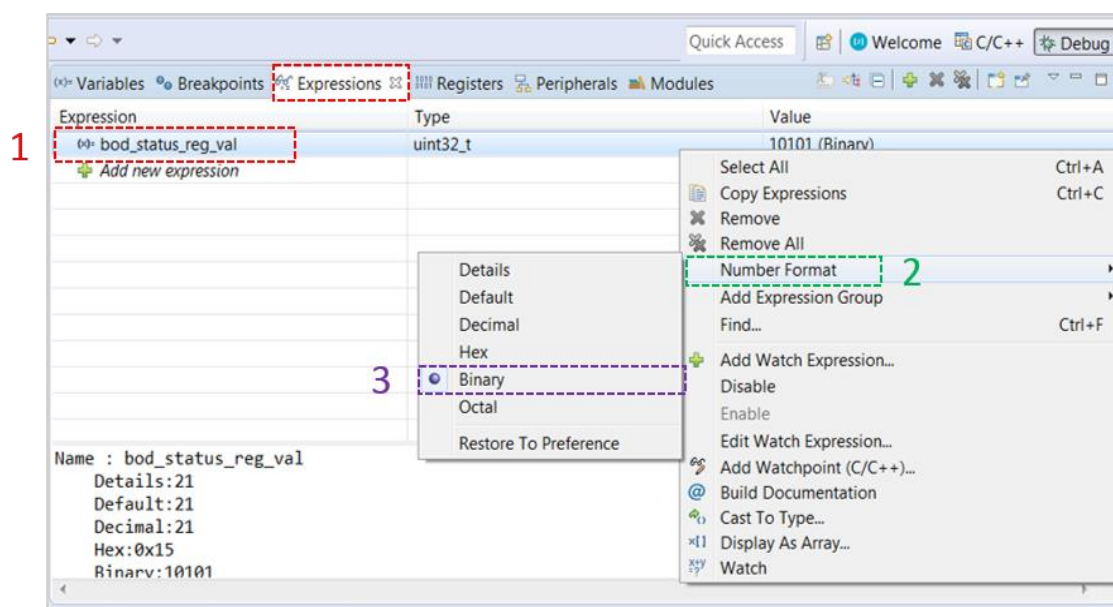 Quick Access Welcome C/C++ Debug
(x)= Variables Breakpoints Expressions Registers Peripherals Modules
Expression Type Value
1
(x)= bod_status_reg_val uint32_t 10101 (Binary)
Add new expression
Select All Ctrl+A
Copy Expressions Ctrl+C
Remove
Remove All
Number Format 2
Add Expression Group
Find... Ctrl+F
Add Watch Expression...
Disable
Enable
Edit Watch Expression...
Add Watchpoint (C/C++)...
Build Documentation
Cast To Type...
Display As Array...
Watch
Details
Default
Decimal
Hex
3 Binary
Octal
Restore To Preference
Name : bod_status_reg_val
Details:21
Default:21
Decimal:21
Hex:0x15
Binary:10101